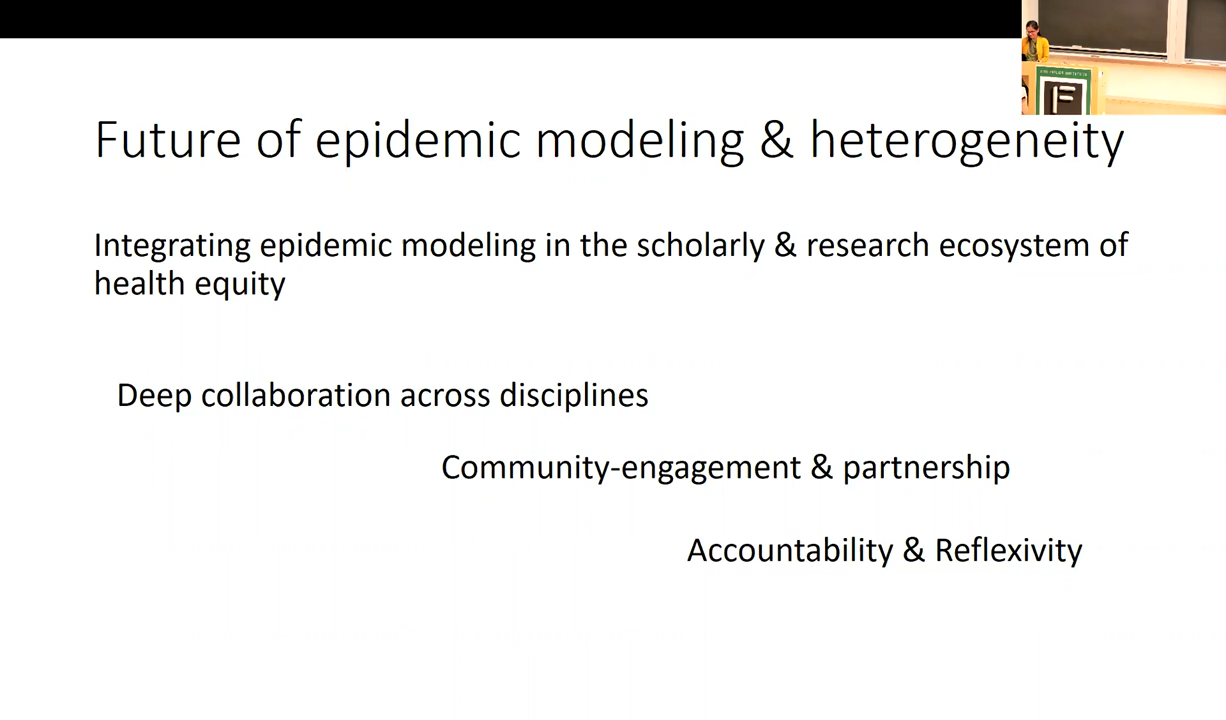 Future of epidemic modeling & heterogeneity
Integrating epidemic modeling in the scholarly & research ecosystem of
health equity
Deep collaboration across disciplines
Community-engagement & partnership
Accountability & Reflexivity